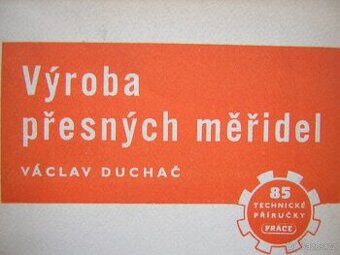 Výroba
přesných měřidel
VÁCLAV DUCHAČ
85
TECHNICKÉ
PŘÍRUČKY
PRÁCE